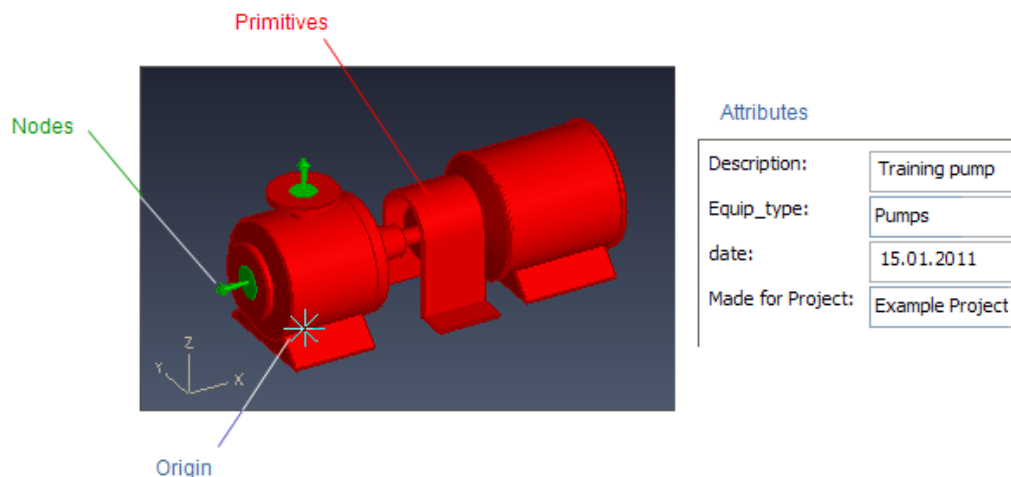 Primitives
Nodes
Attributes
Description: Training pump
Equip_type: Pumps
date: 15.01.2011
Made for Project: Example Project
Z
Y
X
Origin